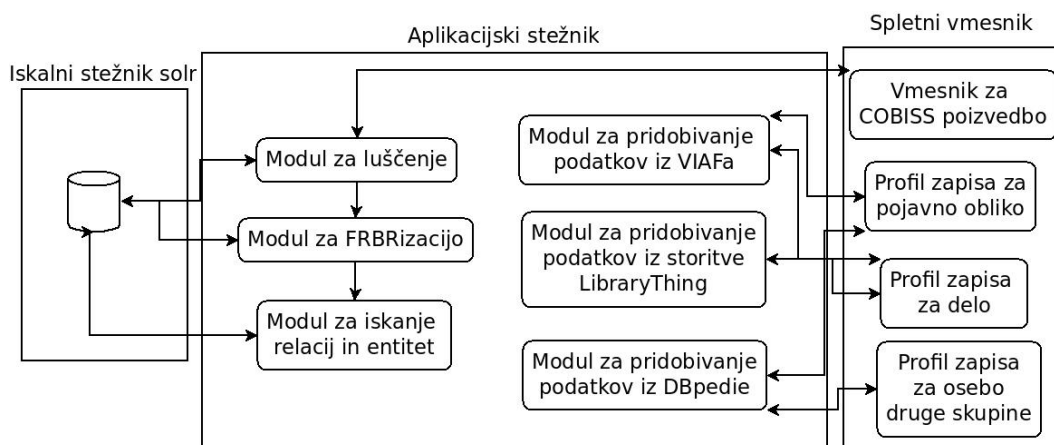 Iskalni stežnik solr
Aplikacijski stežnik
Spletni vmesnik
Modul za luščenje
Modul za FRBRizacijo
Modul za iskanje
relacij in entitet
Modul za pridobivanje
podatkov iz VIAFa
Modul za pridobivanje
podatkov iz storitve
LibraryThing
Modul za pridobivanje
podatkov iz DBpedie
Vmesnik za
COBISS poizvedbo
Profil zapisa za
pojavno obliko
Profil zapisa
za delo
Profil zapisa
za osebo
druge skupine